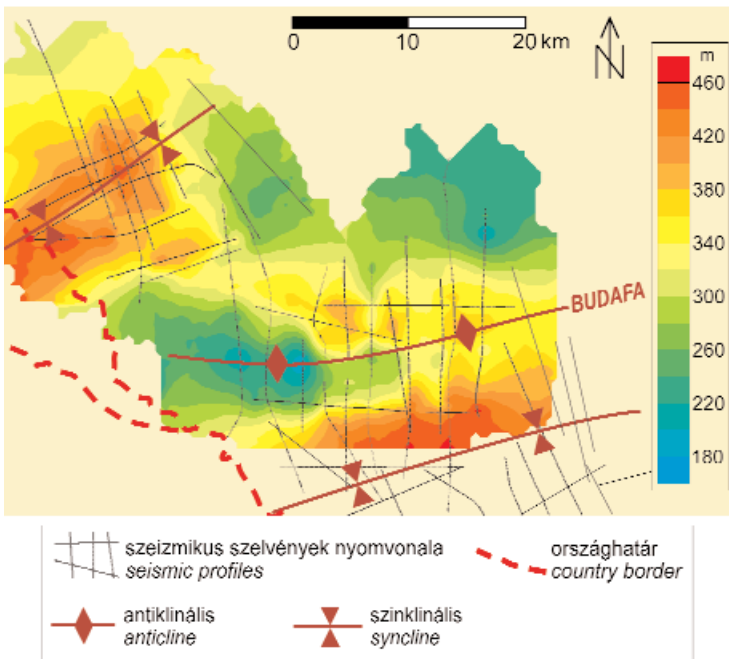 0 10 20 km
N
m
460
420
380
340
300
260
220
180
BUDAFA
szeizmikus szelvények nyomvonala
seismic profiles
országhatár
country border
antiklinális
anticline
szinklinális
syncline